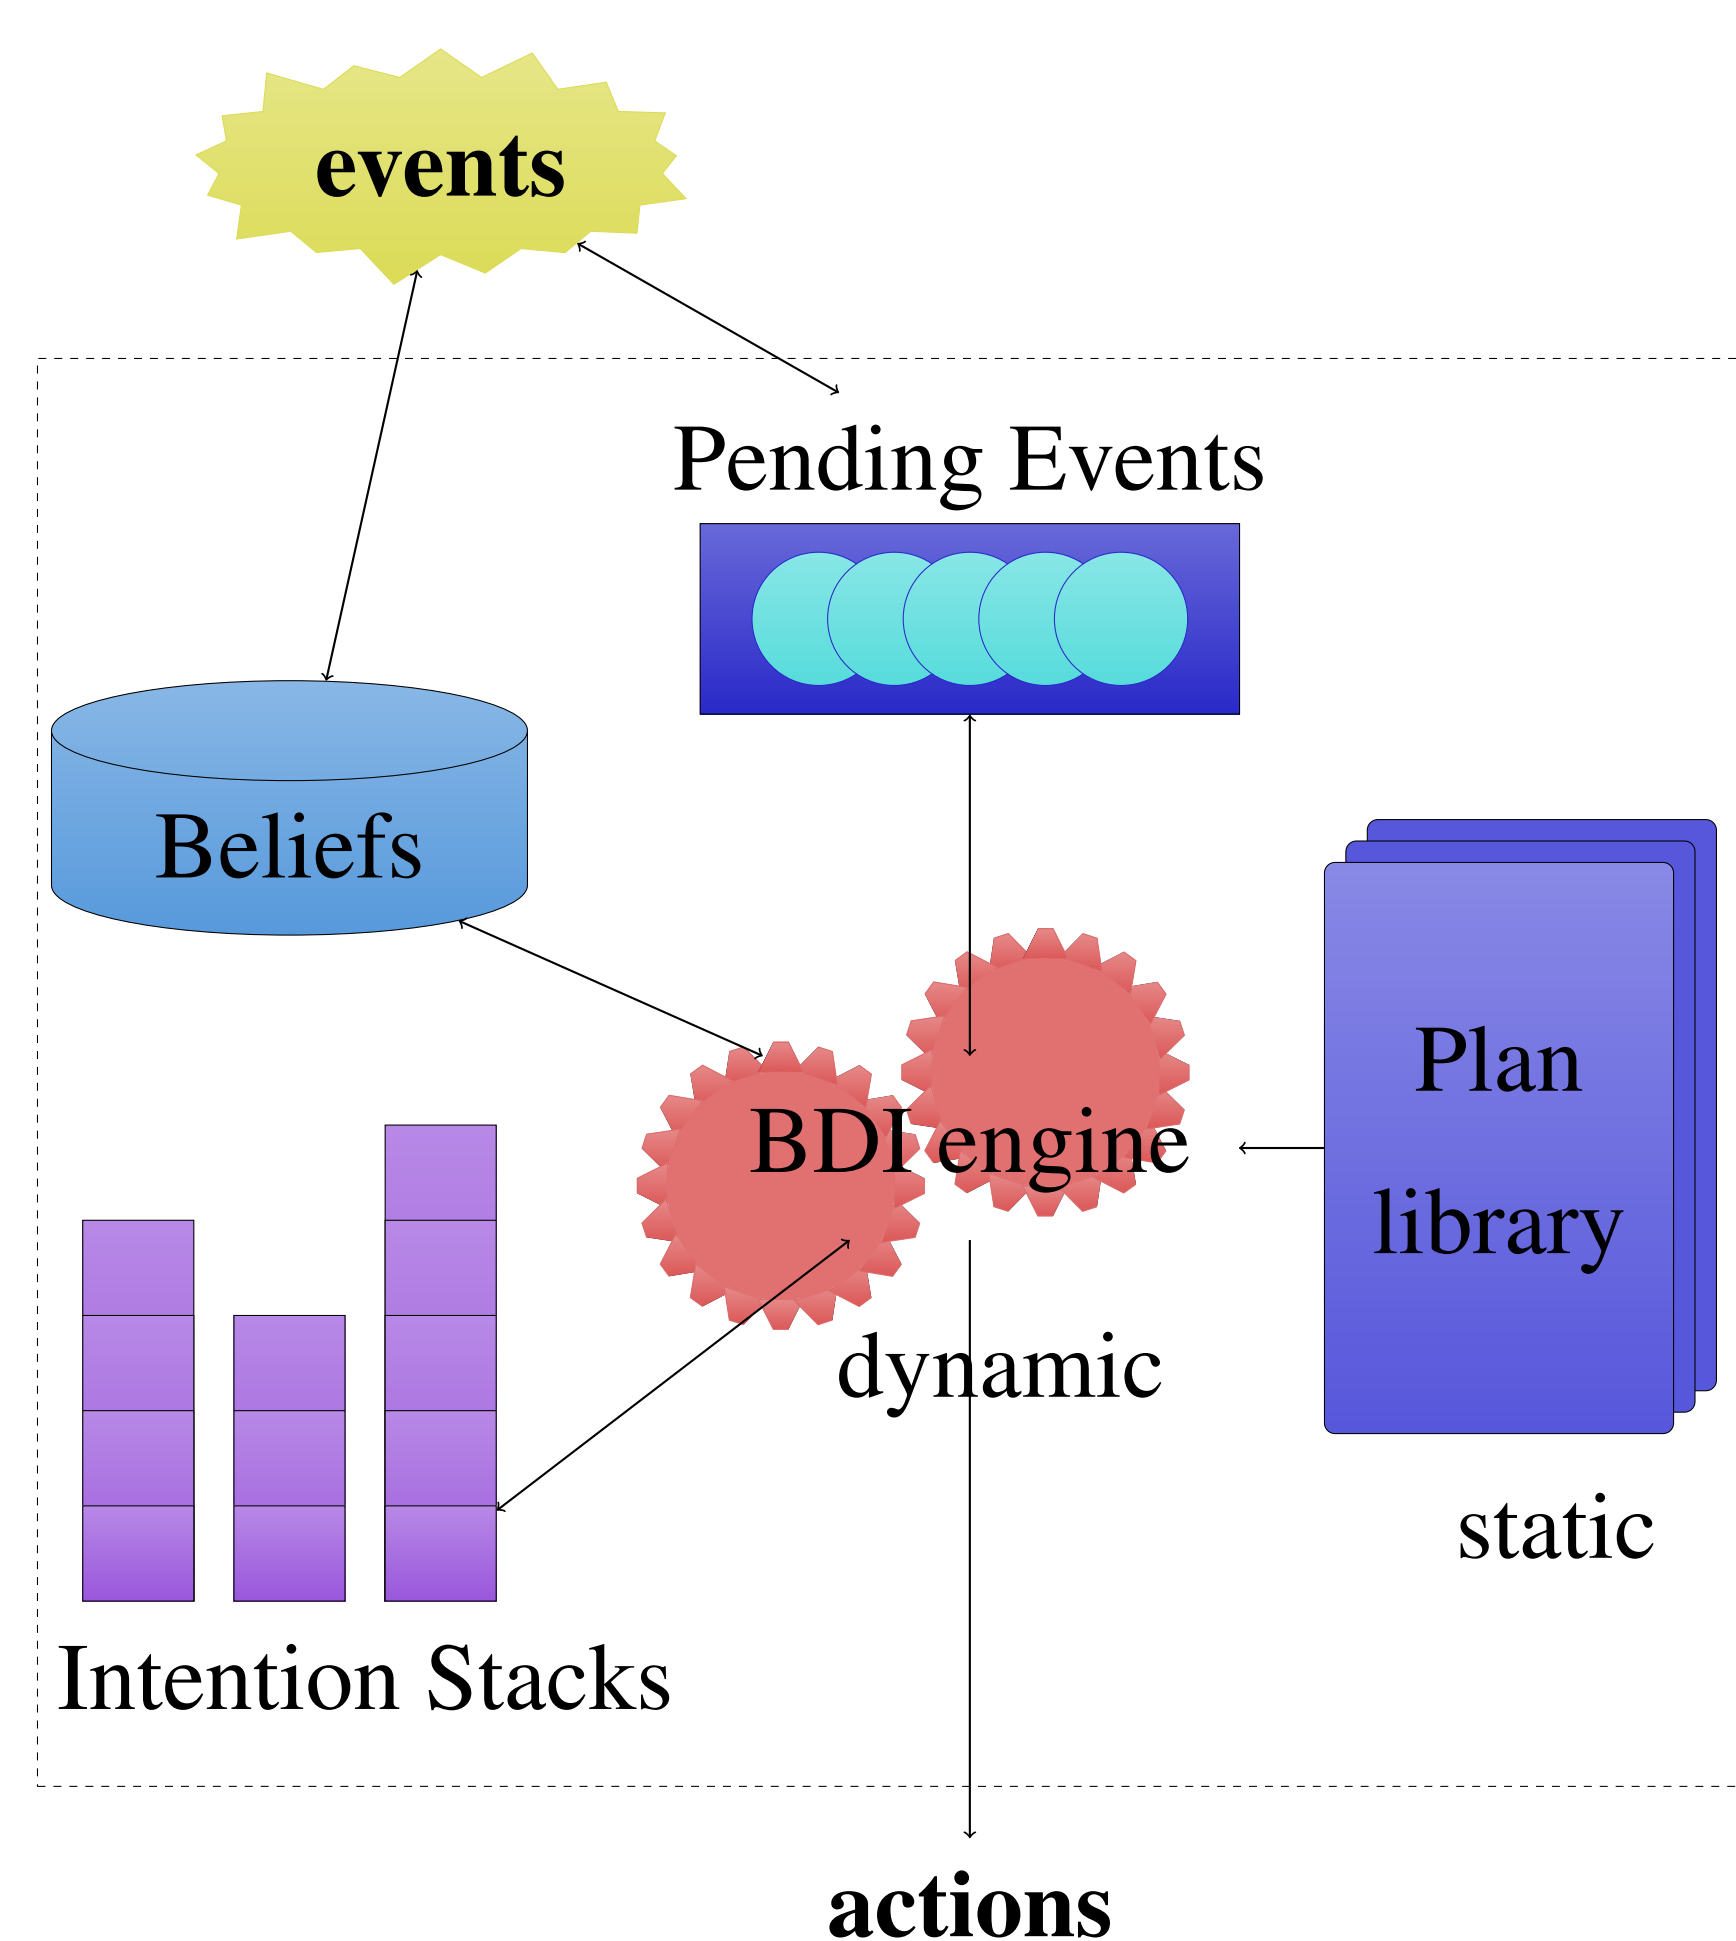 events
Pending Events
Beliefs
Plan
library
BDI engine
dynamic
static
Intention Stacks
actions